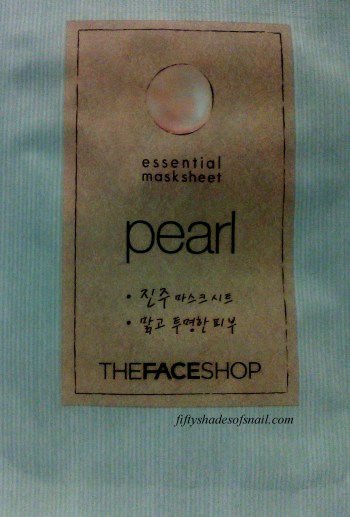 essential
masksheet
pearl
• 진주 마스크 시트
• 맑고 투명한 피부
THEFACESHOP
fiftyshadesofsnail.com